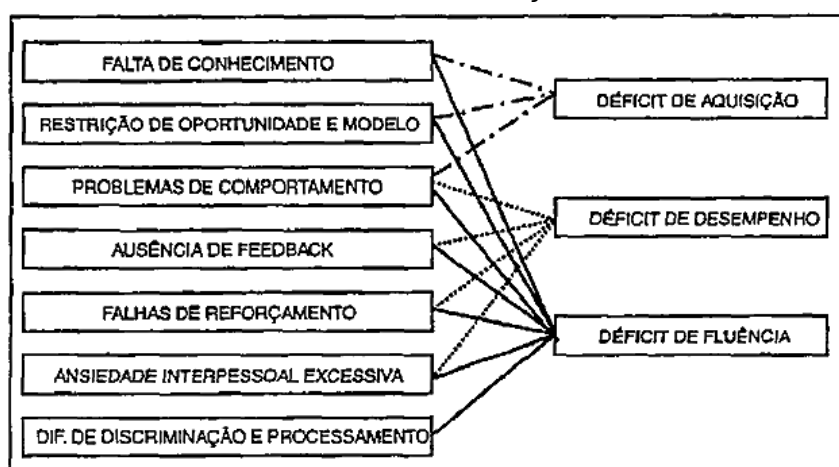 FALTA DE CONHECIMENTO
RESTRIÇÃO DE OPORTUNIDADE E MODELO
PROBLEMAS DE COMPORTAMENTO
AUSÊNCIA DE FEEDBACK
FALHAS DE REFORÇAMENTO
ANSIEDADE INTERPESSOAL EXCESSIVA
DIF. DE DISCRIMINAÇÃO E PROCESSAMENTO
DÉFICIT DE AQUISIÇÃO
DÉFICIT DE DESEMPENHO
DÉFICIT DE FLUÊNCIA